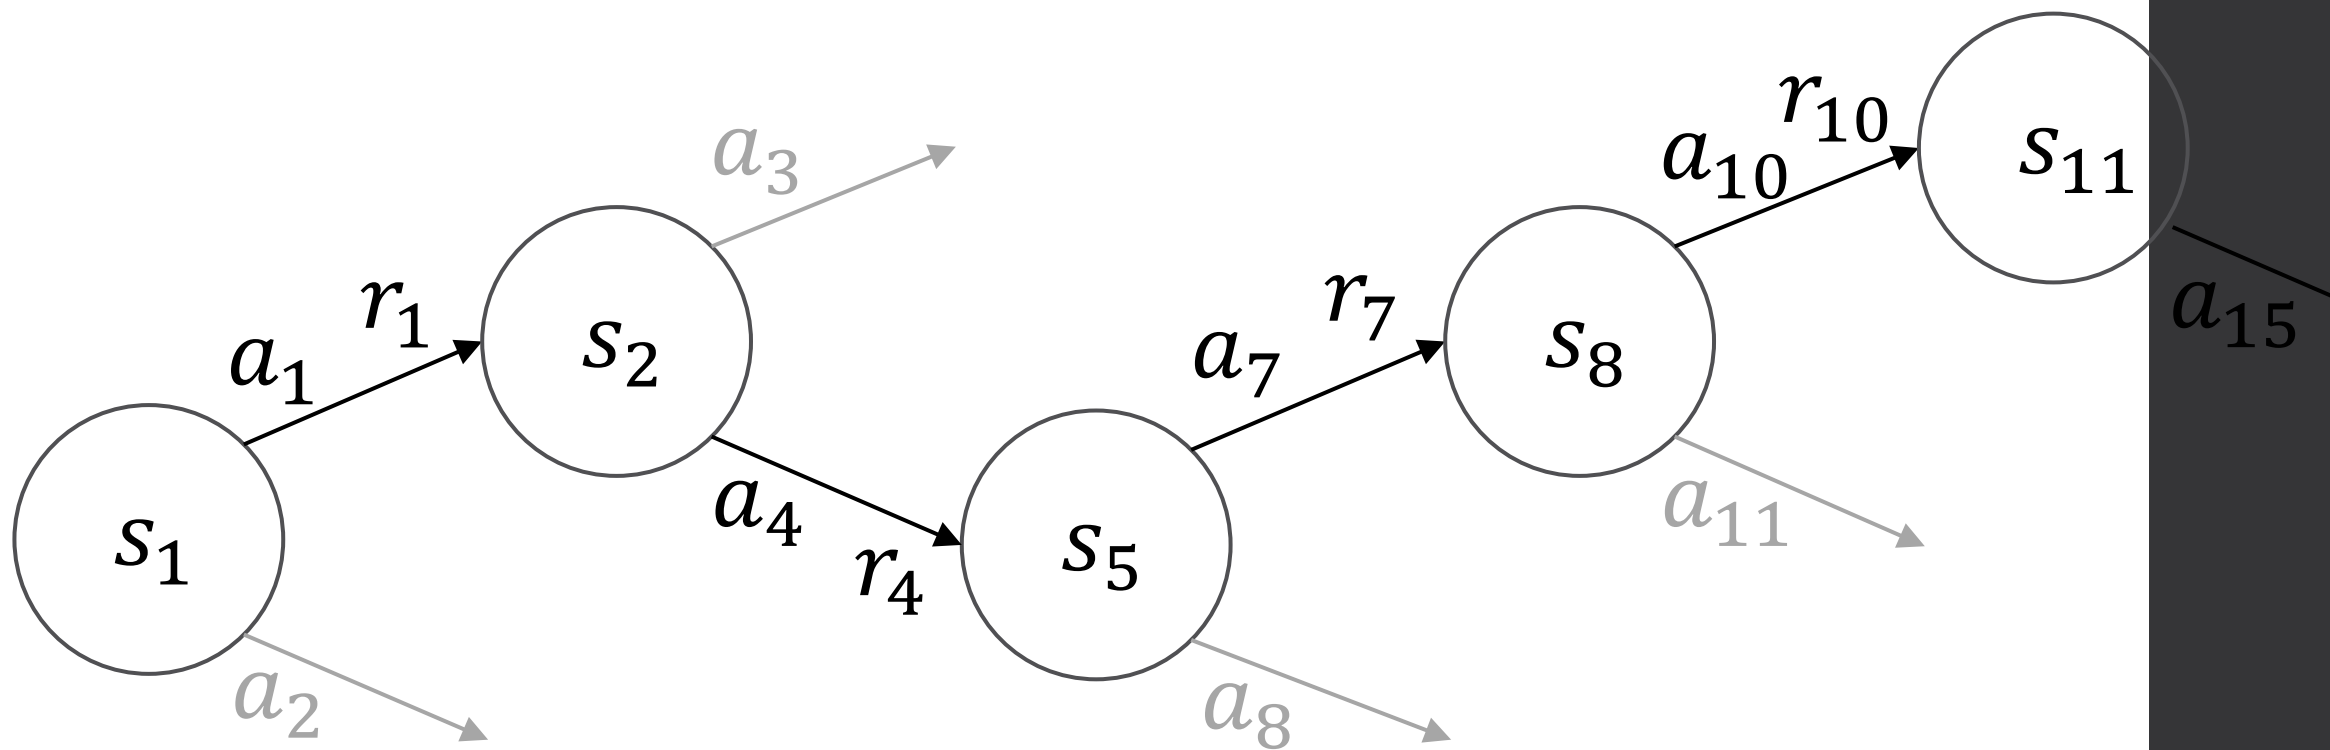 a₃
r₁₀
a₁₀
s₁₁
r₁
a₁
s₂
r₇
a₇
s₈
a₁₅
s₁
a₄
r₄
s₅
a₁₁
a₂
a₈